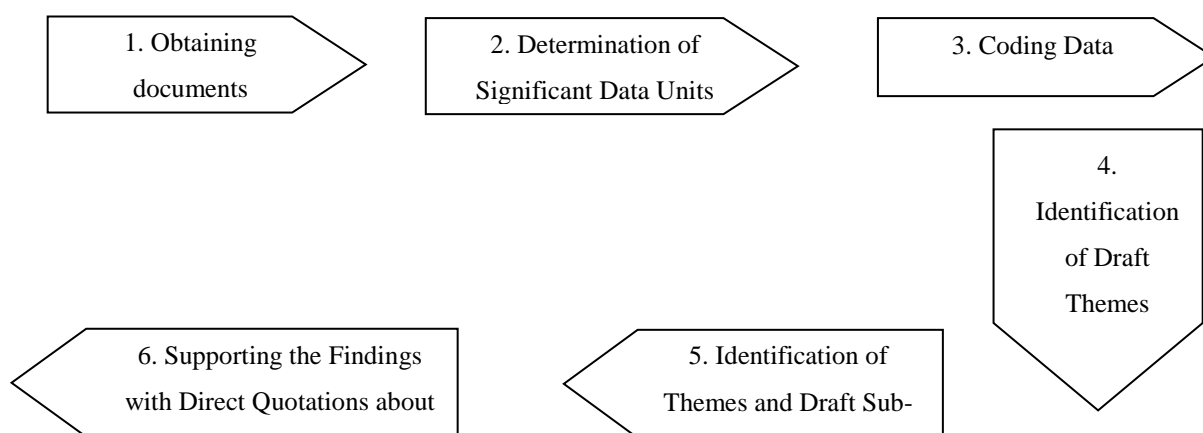 1. Obtaining
documents
2. Determination of
Significant Data Units
3. Coding Data
4.
Identification
of Draft
Themes
5. Identification of
Themes and Draft Sub-
6. Supporting the Findings
with Direct Quotations about